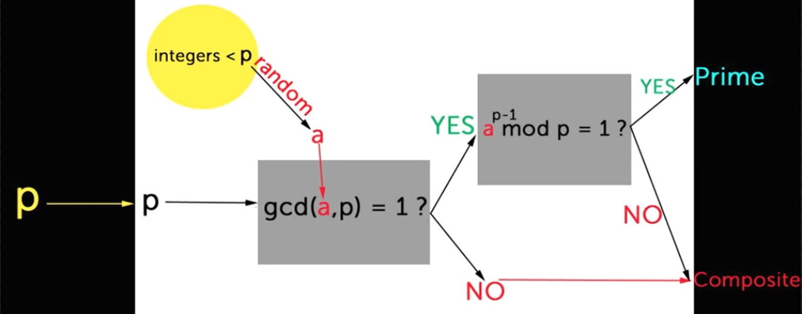 integers < p
random
a
p
p
gcd(a,p) = 1 ?
YES
a^p-1 mod p = 1 ?
NO
YES
Prime
NO
Composite